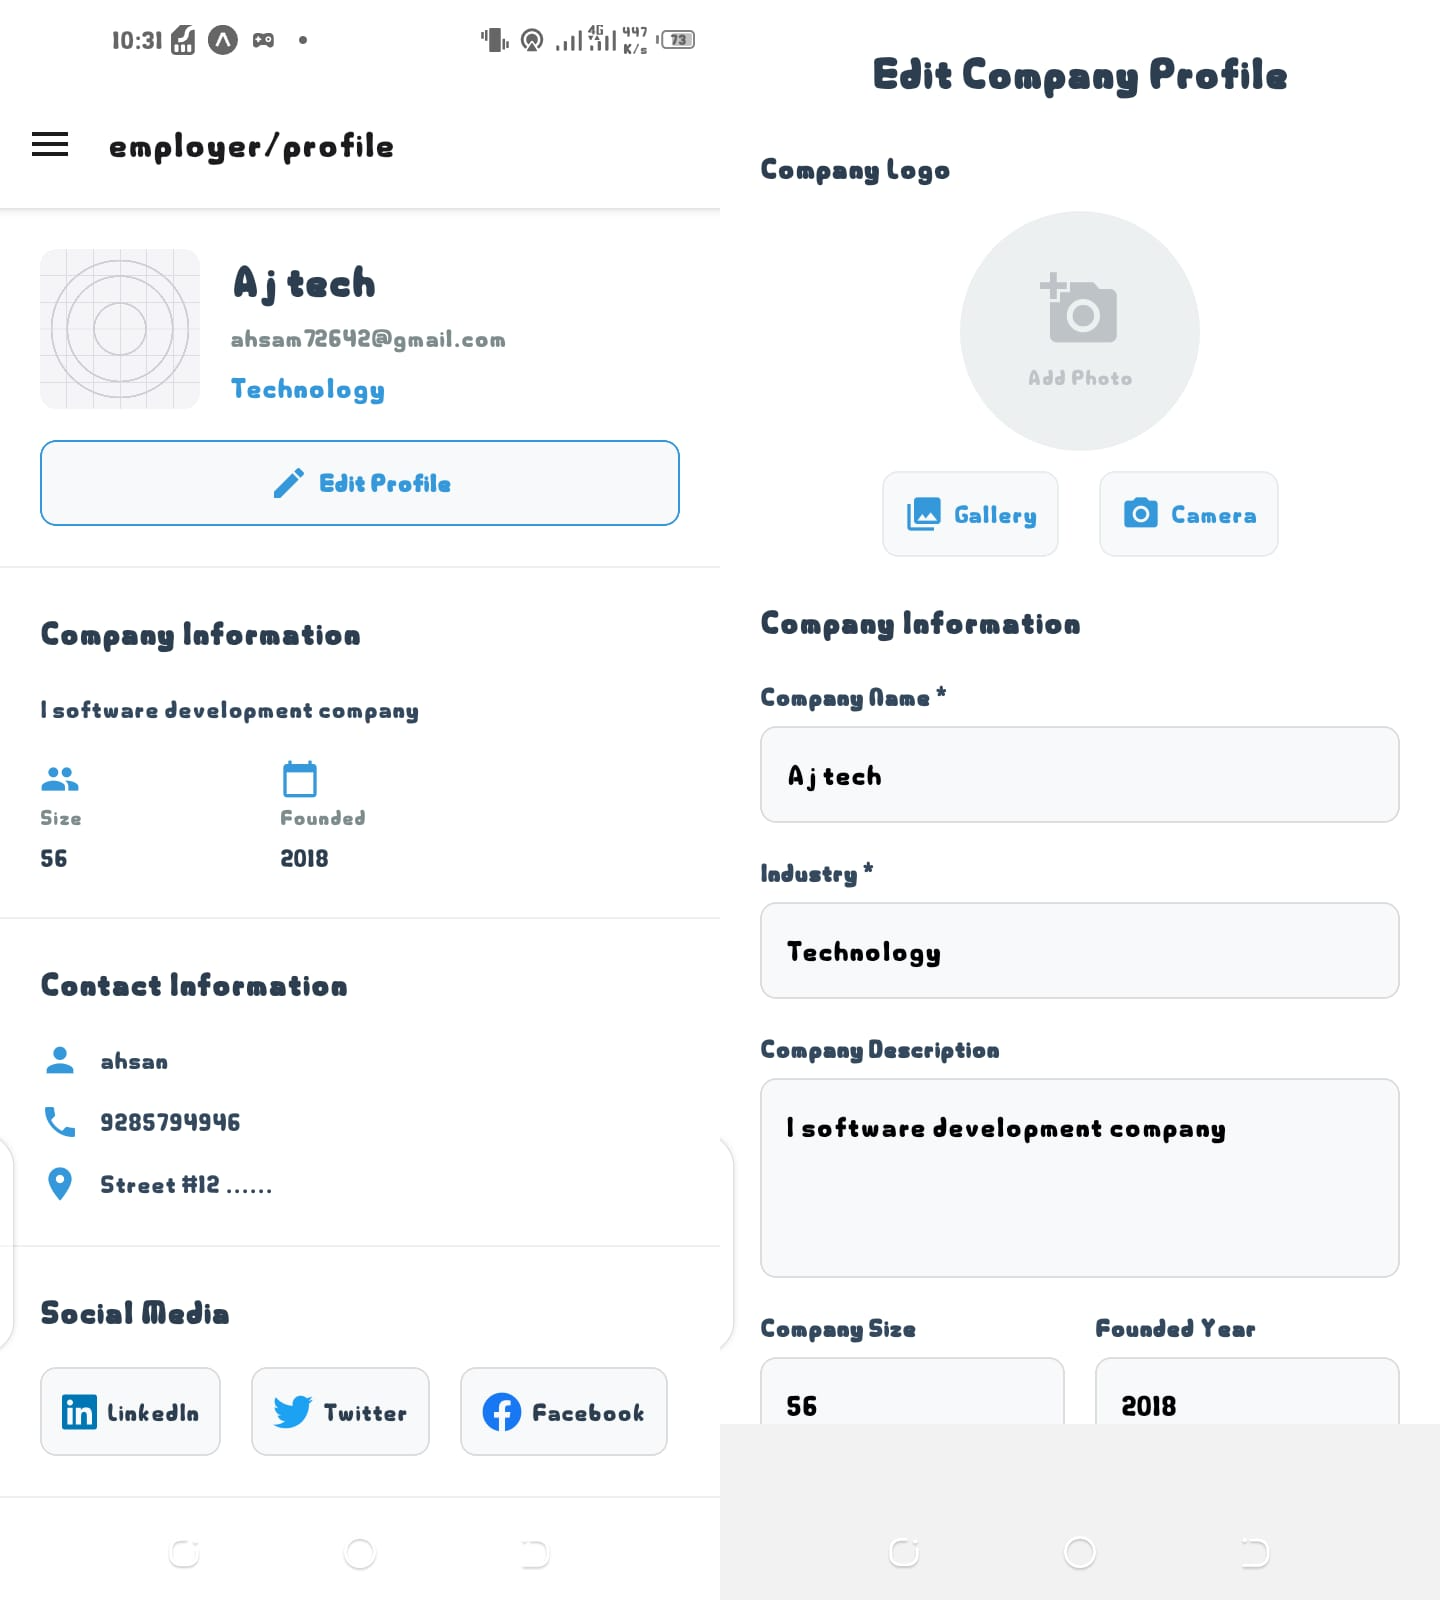 10:31
4G
447
K/s
73
employer/profile
Aj tech
ahsam72642@gmail.com
Technology
Edit Profile
Company Information
I software development company
Size
Founded
56
2018
Contact Information
ahsan
9285794946
Street #12 ......
Social Media
LinkedIn
Twitter
Facebook
Edit Company Profile
Company Logo
Add Photo
Gallery
Camera
Company Information
Company Name *
Aj tech
Industry *
Technology
Company Description
I software development company
Company Size
Founded Year
56
2018